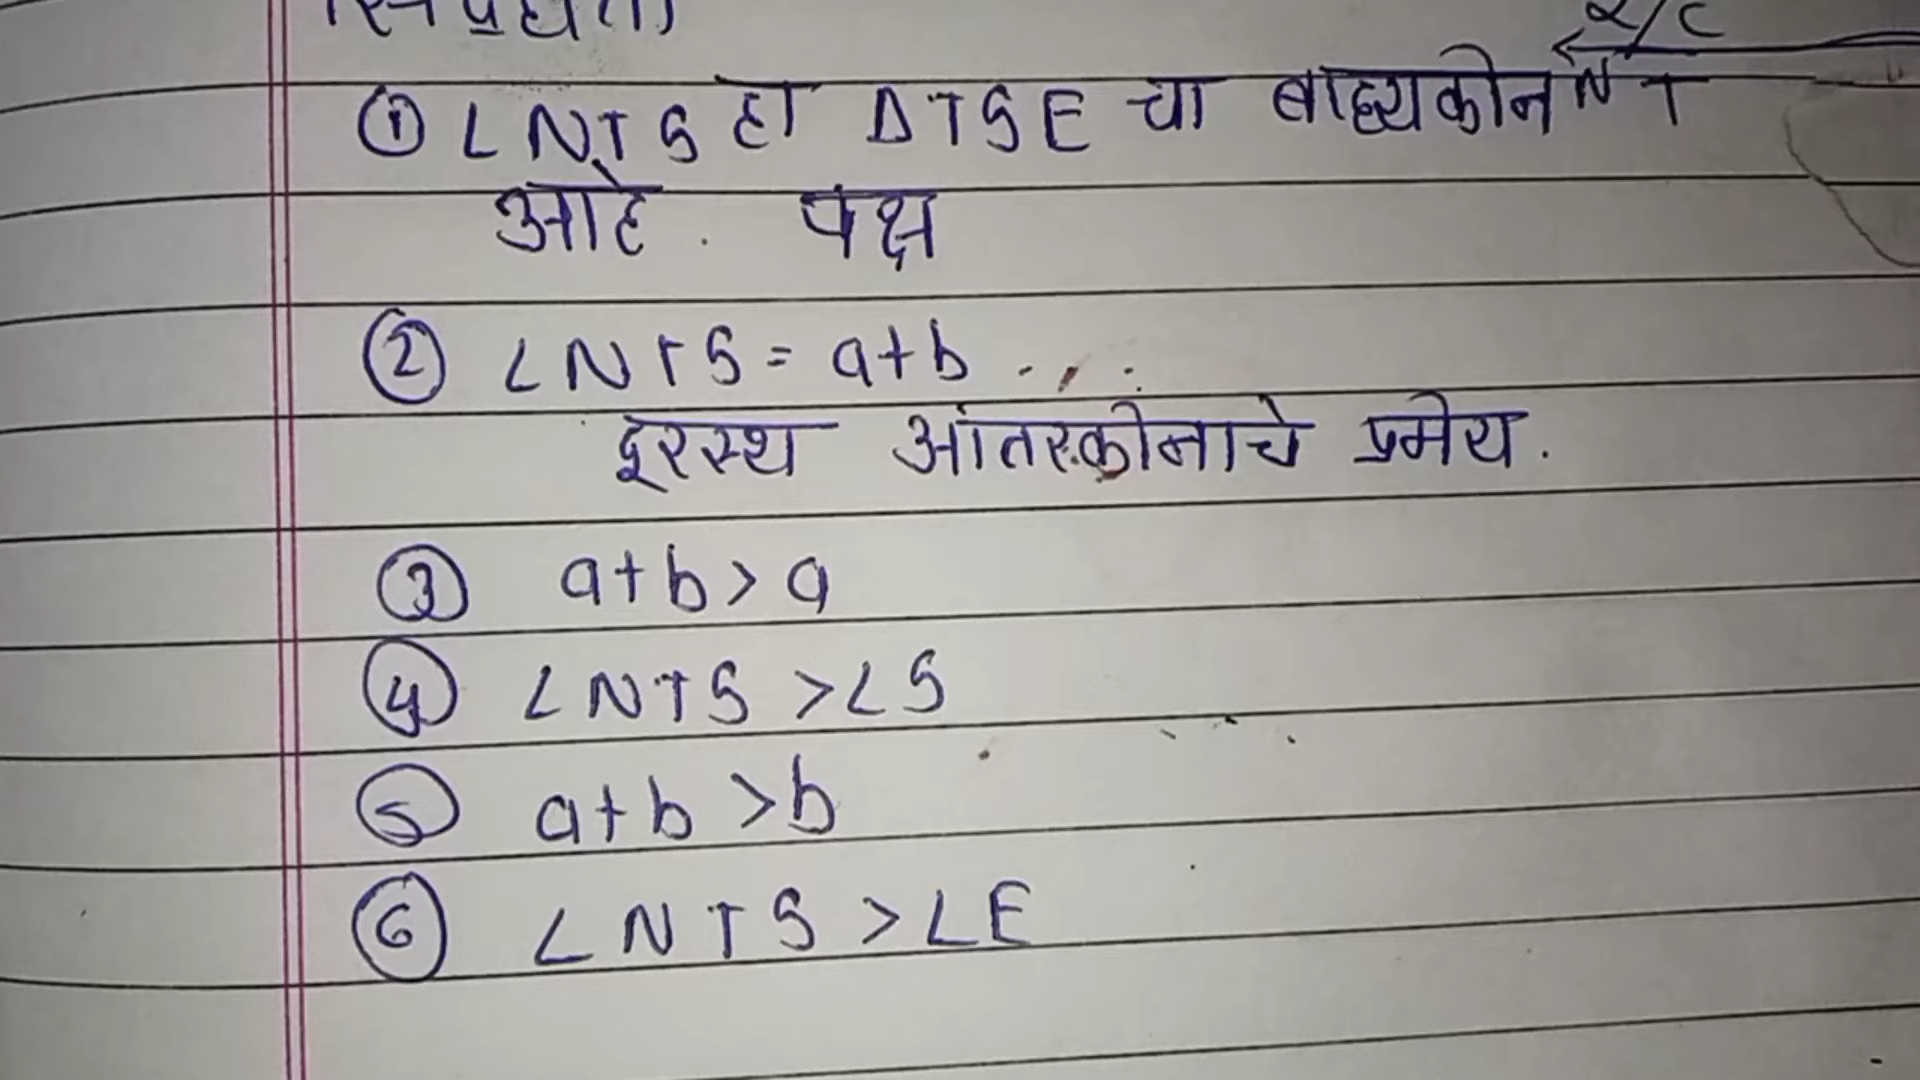 ① ∠NTS हा ΔTSE चा बाह्यकोन N T
आहे. पक्ष
② ∠NTS = a+b ...
दूरस्थ आंतरकोनाचे प्रमेय.
③ a+b > a
④ ∠NTS > ∠S
⑤ a+b > b
⑥ ∠NTS > ∠E